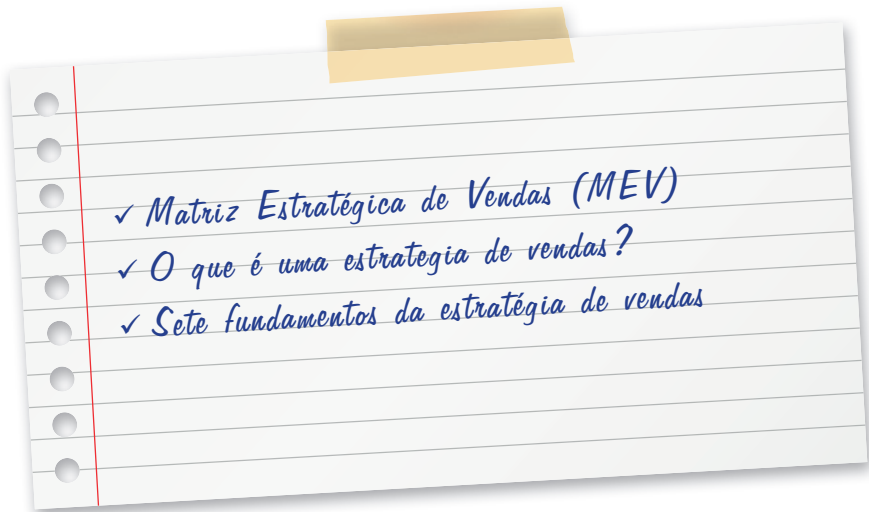 ✓ Matriz Estratégica de Vendas (MEV)
✓ O que é uma estrategia de vendas?
✓ Sete fundamentos da estratégia de vendas